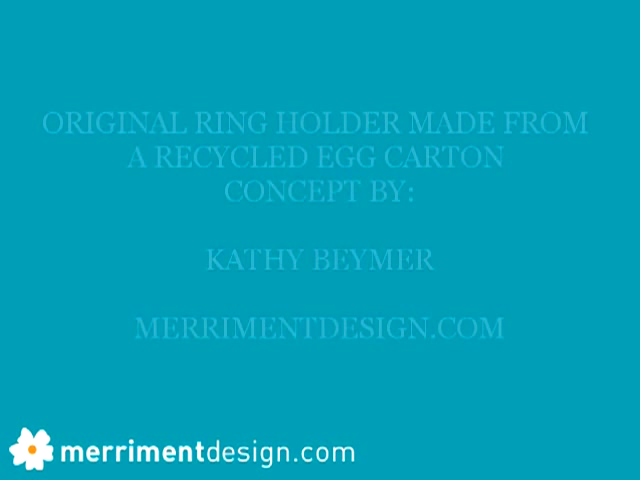 ORIGINAL RING HOLDER MADE FROM
A RECYCLED EGG CARTON
CONCEPT BY:
KATHY BEYMER
MERRIMENTDESIGN.COM
merrimentdesign.com